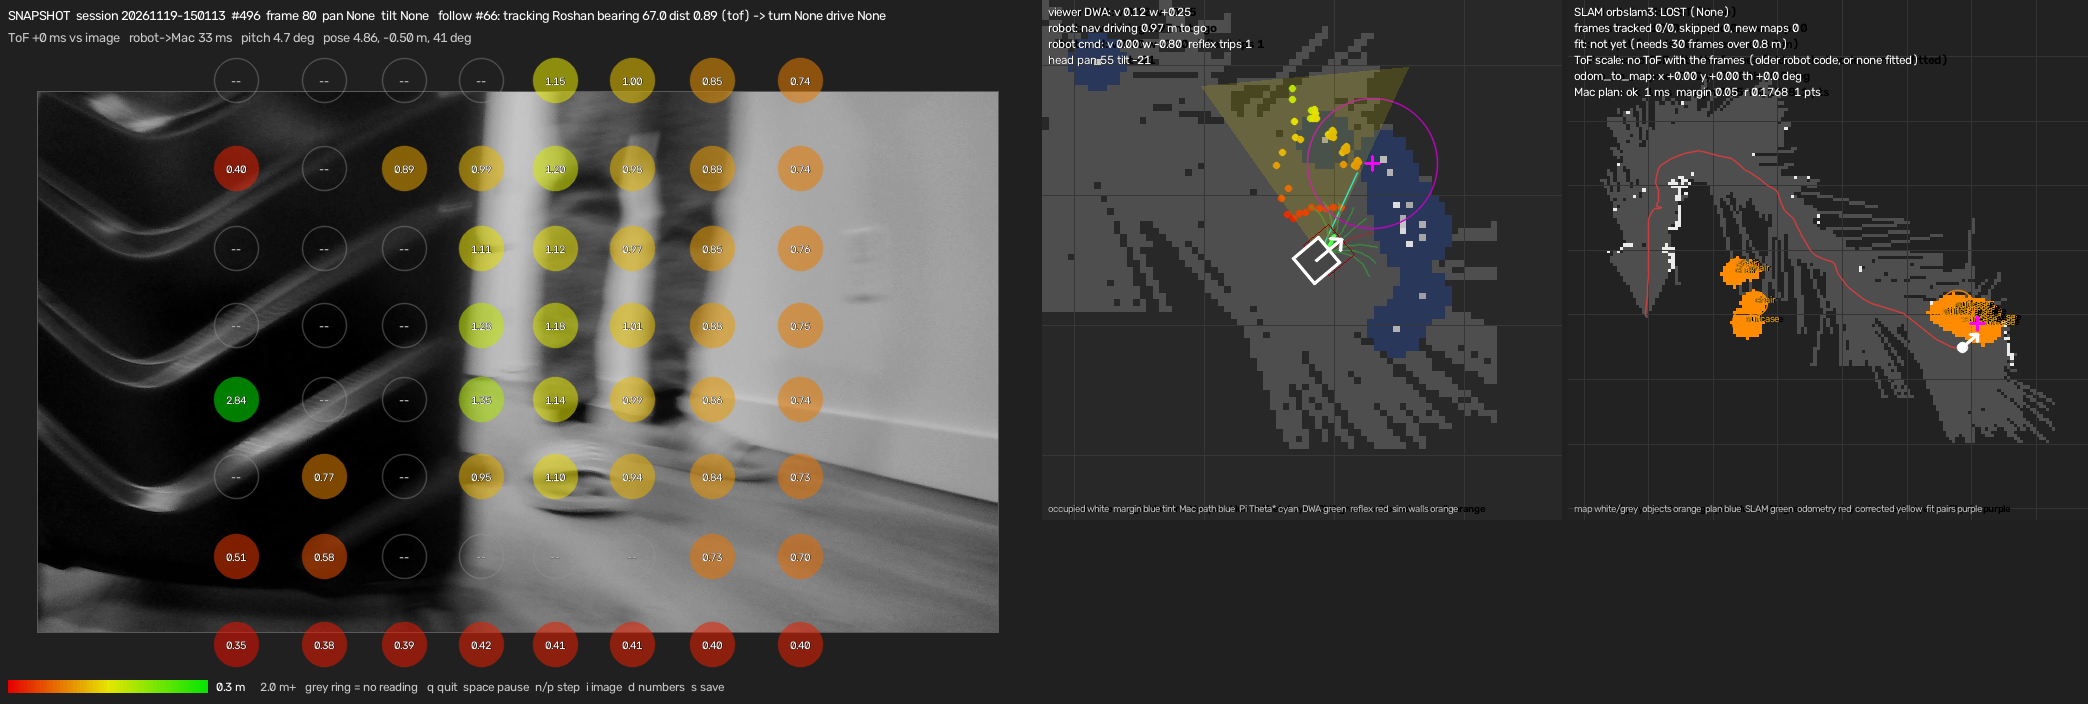 SNAPSHOT session 20261119-150113 #496 frame 80 pan None tilt None follow #66: tracking Roshan bearing 67.0 dist 0.89 (tof) -> turn None drive None
ToF +0 ms vs image robot->Mac 33 ms pitch 4.7 deg pose 4.86, -0.50 m, 41 deg
-- -- -- -- 1.15 1.00 0.85 0.74
0.40 -- 0.89 0.99 1.20 0.98 0.88 0.74
-- -- -- 1.11 1.12 0.97 0.85 0.76
-- -- -- 1.18 1.01 0.75
2.84 -- -- 1.14 0.99 0.74
-- 0.77 -- 0.95 1.10 0.94 0.84 0.73
0.51 0.58 -- -- -- -- 0.73 0.70
0.35 0.38 0.39 0.42 0.41 0.41 0.40 0.40
0.3 m 2.0 m+ grey ring = no reading q quit space pause n/p step i image d numbers s save
viewer DWA: v 0.12 w +0.25
robot: nav driving 0.97 m to go
robot cmd: v 0.00 w -0.80 reflex trips 1
head pan 55 tilt -21
occupied white margin blue tint Mac path blue Pi Theta* cyan DWA green reflex red sim walls orange
SLAM orbslam3: LOST (None)
frames tracked 0/0, skipped 0, new maps 0
fit: not yet (needs 30 frames over 0.8 m)
ToF scale: no ToF with the frames (older robot code, or none fitted)
odom_to_map: x +0.00 y +0.00 th +0.0 deg
Mac plan: ok 1 ms margin 0.05 r 0.1768 1 pts
chair
map white/grey objects orange plan blue SLAM green odometry red corrected yellow fit pairs purple